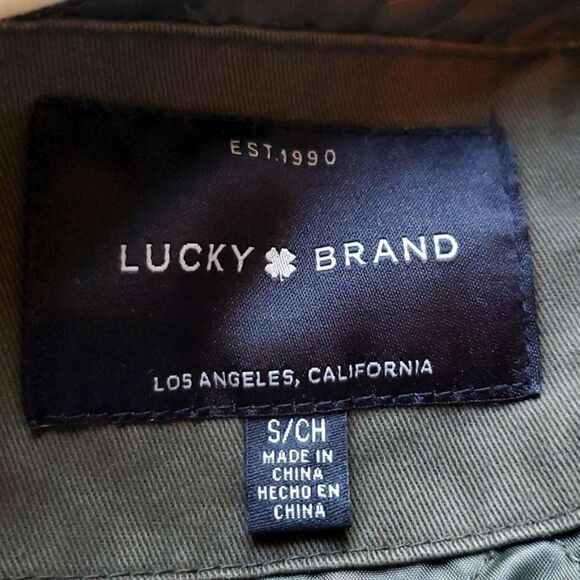 EST.1990
LUCKY BRAND
LOS ANGELES, CALIFORNIA
S/CH
MADE IN
CHINA
HECHO EN
CHINA